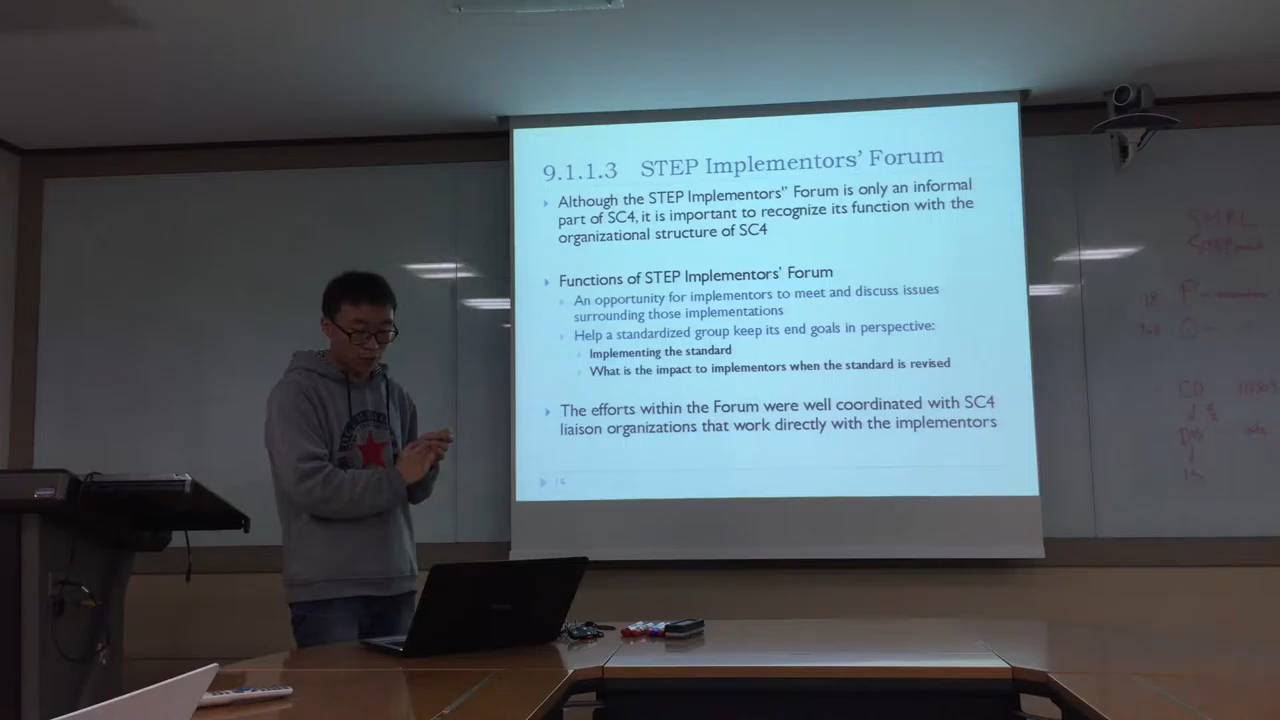 9.1.1.3 STEP Implementors' Forum
Although the STEP Implementors" Forum is only an informal
part of SC4, it is important to recognize its function with the
organizational structure of SC4
Functions of STEP Implementors' Forum
An opportunity for implementors to meet and discuss issues
surrounding those implementations
Help a standardized group keep its end goals in perspective:
Implementing the standard
What is the impact to implementors when the standard is revised
The efforts within the Forum were well coordinated with SC4
liaison organizations that work directly with the implementors
14
CD